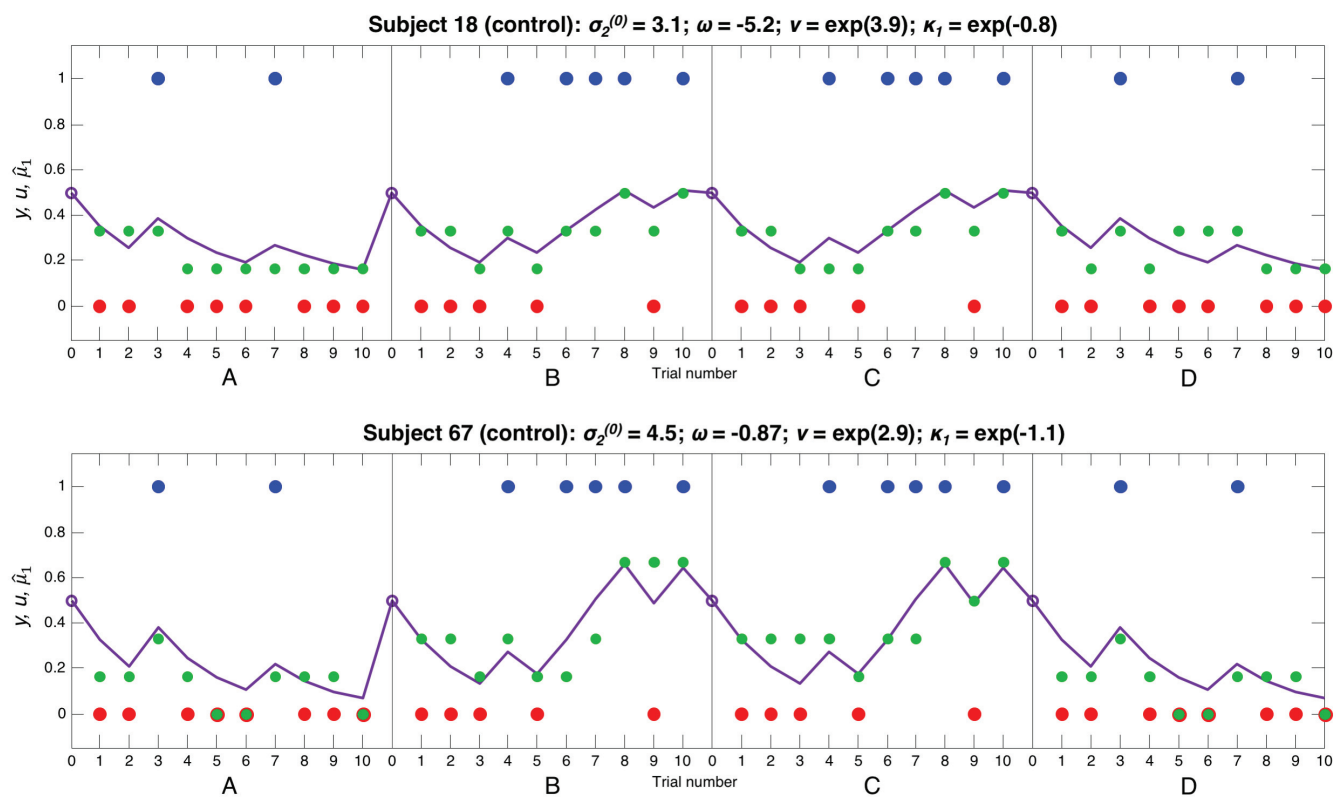 Subject 18 (control): σ₂⁽⁰⁾ = 3.1; ω = -5.2; ν = exp(3.9); κ₁ = exp(-0.8)
y, u, μ̂₁
1
0.8
0.6
0.4
0.2
0
0 1 2 3 4 5 6 7 8 9 10 0 1 2 3 4 5 6 7 8 9 10 0 1 2 3 4 5 6 7 8 9 10 0 1 2 3 4 5 6 7 8 9 10
A B Trial number C D
Subject 67 (control): σ₂⁽⁰⁾ = 4.5; ω = -0.87; ν = exp(2.9); κ₁ = exp(-1.1)
y, u, μ̂₁
1
0.8
0.6
0.4
0.2
0
0 1 2 3 4 5 6 7 8 9 10 0 1 2 3 4 5 6 7 8 9 10 0 1 2 3 4 5 6 7 8 9 10 0 1 2 3 4 5 6 7 8 9 10
A B Trial number C D